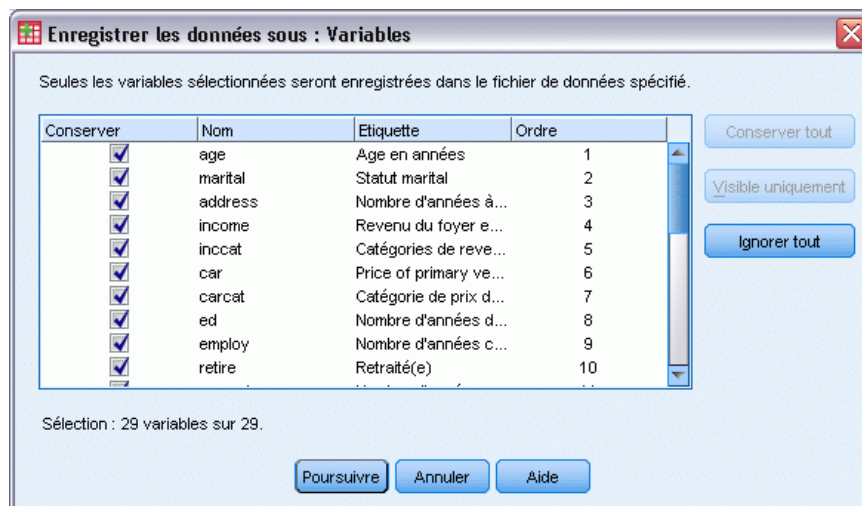 Enregistrer les données sous : Variables
Seules les variables sélectionnées seront enregistrées dans le fichier de données spécifié.
Conserver Nom Etiquette Ordre
age Age en années 1
marital Statut marital 2
address Nombre d'années à... 3
income Revenu du foyer e... 4
inccat Catégories de reve... 5
car Price of primary ve... 6
carcat Catégorie de prix d... 7
ed Nombre d'années d... 8
employ Nombre d'années c... 9
retire Retraité(e) 10
Conserver tout
Visible uniquement
Ignorer tout
Sélection : 29 variables sur 29.
Poursuivre Annuler Aide